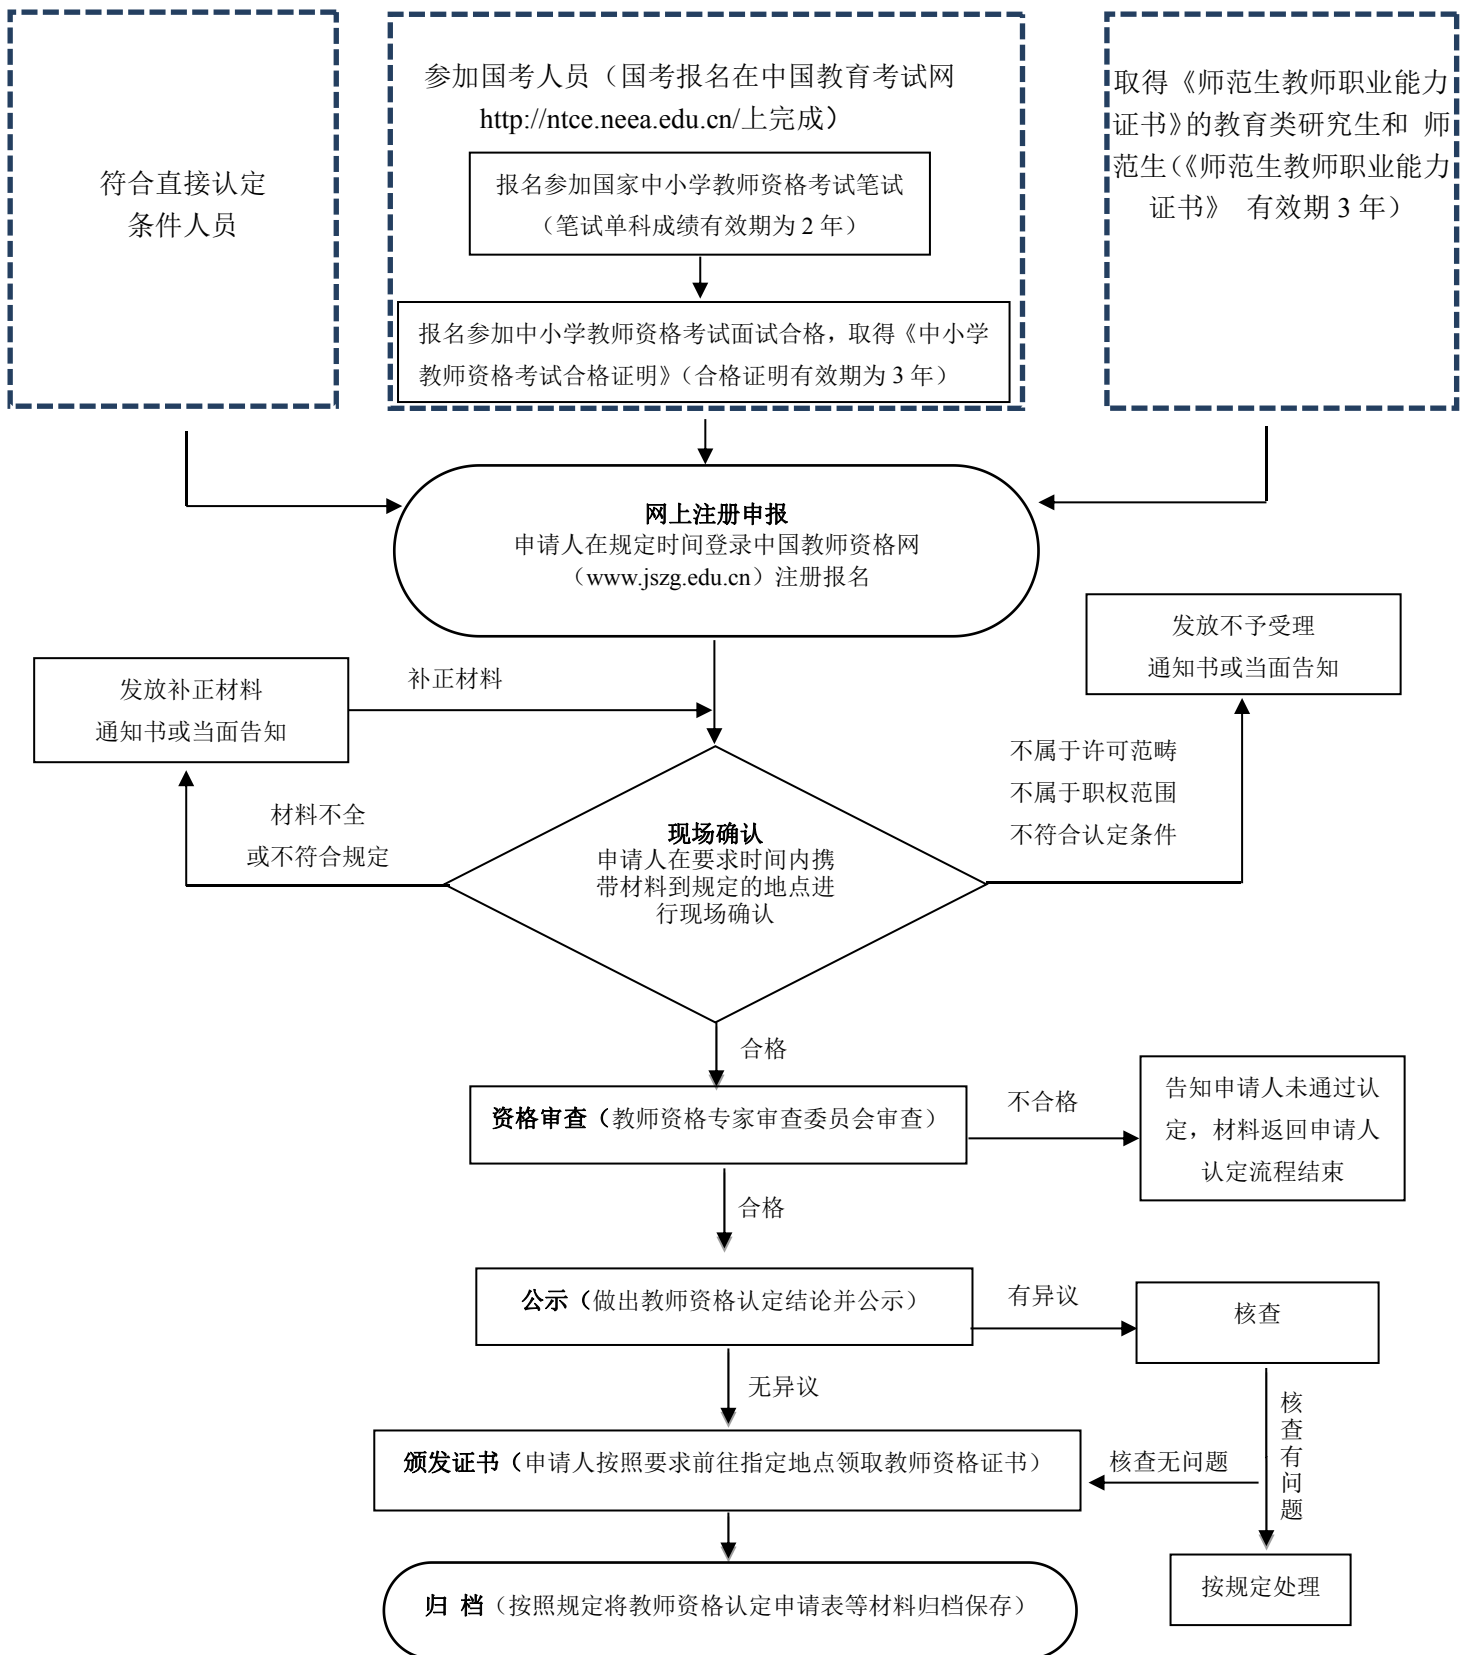 符合直接认定
条件人员
参加国考人员（国考报名在中国教育考试网
http://ntce.neea.edu.cn/上完成）
报名参加国家中小学教师资格考试笔试
（笔试单科成绩有效期为 2 年）
报名参加中小学教师资格考试面试合格，取得《中小学
教师资格考试合格证明》（合格证明有效期为 3 年）
取得《师范生教师职业能力
证书》的教育类研究生和 师
范生（《师范生教师职业能力
证书》 有效期 3 年）
网上注册申报
申请人在规定时间登录中国教师资格网
（www.jszg.edu.cn）注册报名
发放不予受理
通知书或当面告知
发放补正材料
通知书或当面告知
补正材料
不属于许可范畴
不属于职权范围
不符合认定条件
材料不全
或不符合规定
现场确认
申请人在要求时间内携
带材料到规定的地点进
行现场确认
合格
资格审查（教师资格专家审查委员会审查）
不合格
告知申请人未通过认
定，材料返回申请人
认定流程结束
合格
公示（做出教师资格认定结论并公示）
有异议
核查
无异议
核查有问题
颁发证书（申请人按照要求前往指定地点领取教师资格证书）
核查无问题
按规定处理
归 档（按照规定将教师资格认定申请表等材料归档保存）